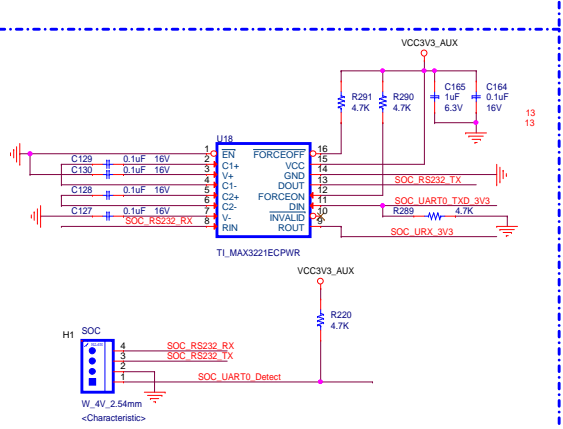 VCC3V3_AUX
R291
4.7K
R290
4.7K
C165
1uF
6.3V
C164
0.1uF
16V
13
13
U18
C129 0.1uF 16V
C130 0.1uF 16V
C128 0.1uF 16V
C127 0.1uF 16V
SOC_RS232_RX
1 EN
2 C1+
3 V+
4 C1-
5 C2+
6 C2-
7 V-
8 RIN
FORCEOFF 16
VCC 15
GND 14
DOUT 13
FORCEON 12
DIN 11
INVALID 10
ROUT 9
SOC_RS232_TX
SOC_UART0_TXD_3V3
R289 4.7K
SOC_URX_3V3
TI_MAX3221ECPWR
VCC3V3_AUX
R220
4.7K
H1 SOC
4 SOC_RS232_RX
3 SOC_RS232_TX
2
1 SOC_UART0_Detect
W_4V_2.54mm
<Characteristic>